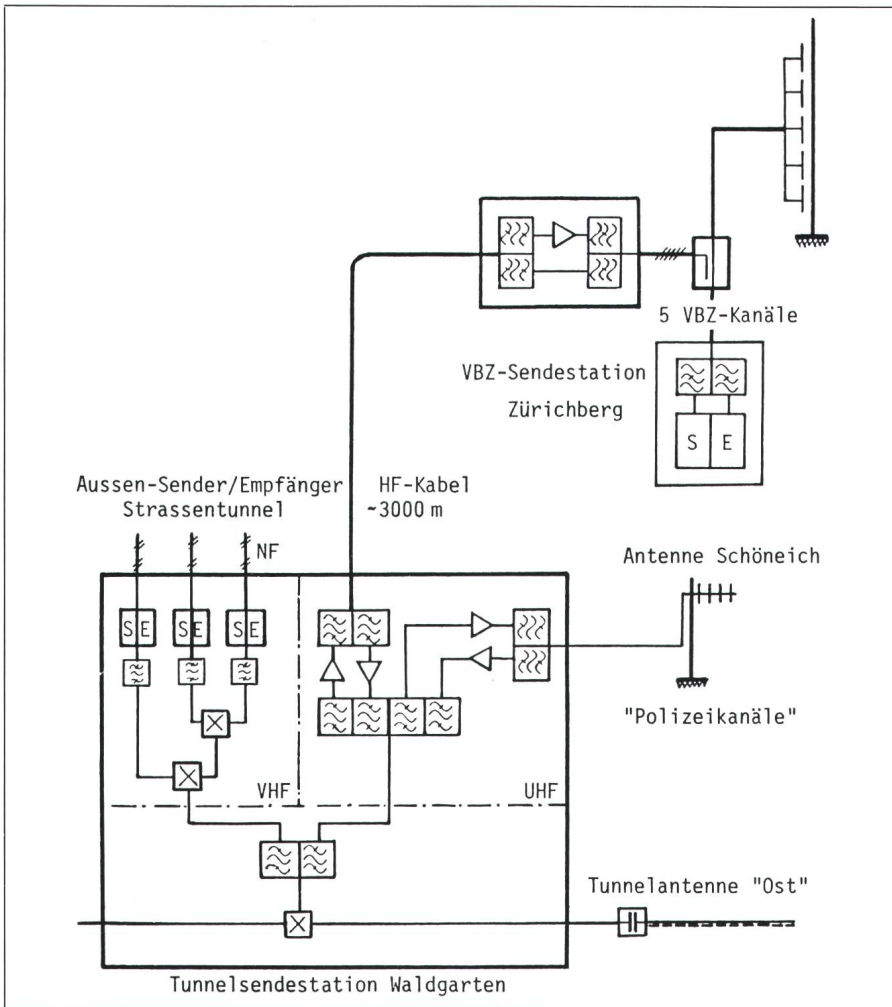 5 VBZ-Kanäle
VBZ-Sendestation
Zürichberg
S E
Aussen-Sender/Empfänger
Strassentunnel
HF-Kabel
~3000 m
NF
Antenne Schöneich
S E S E S E
"Polizeikanäle"
VHF
UHF
Tunnelantenne "Ost"
Tunnelsendestation Waldgarten